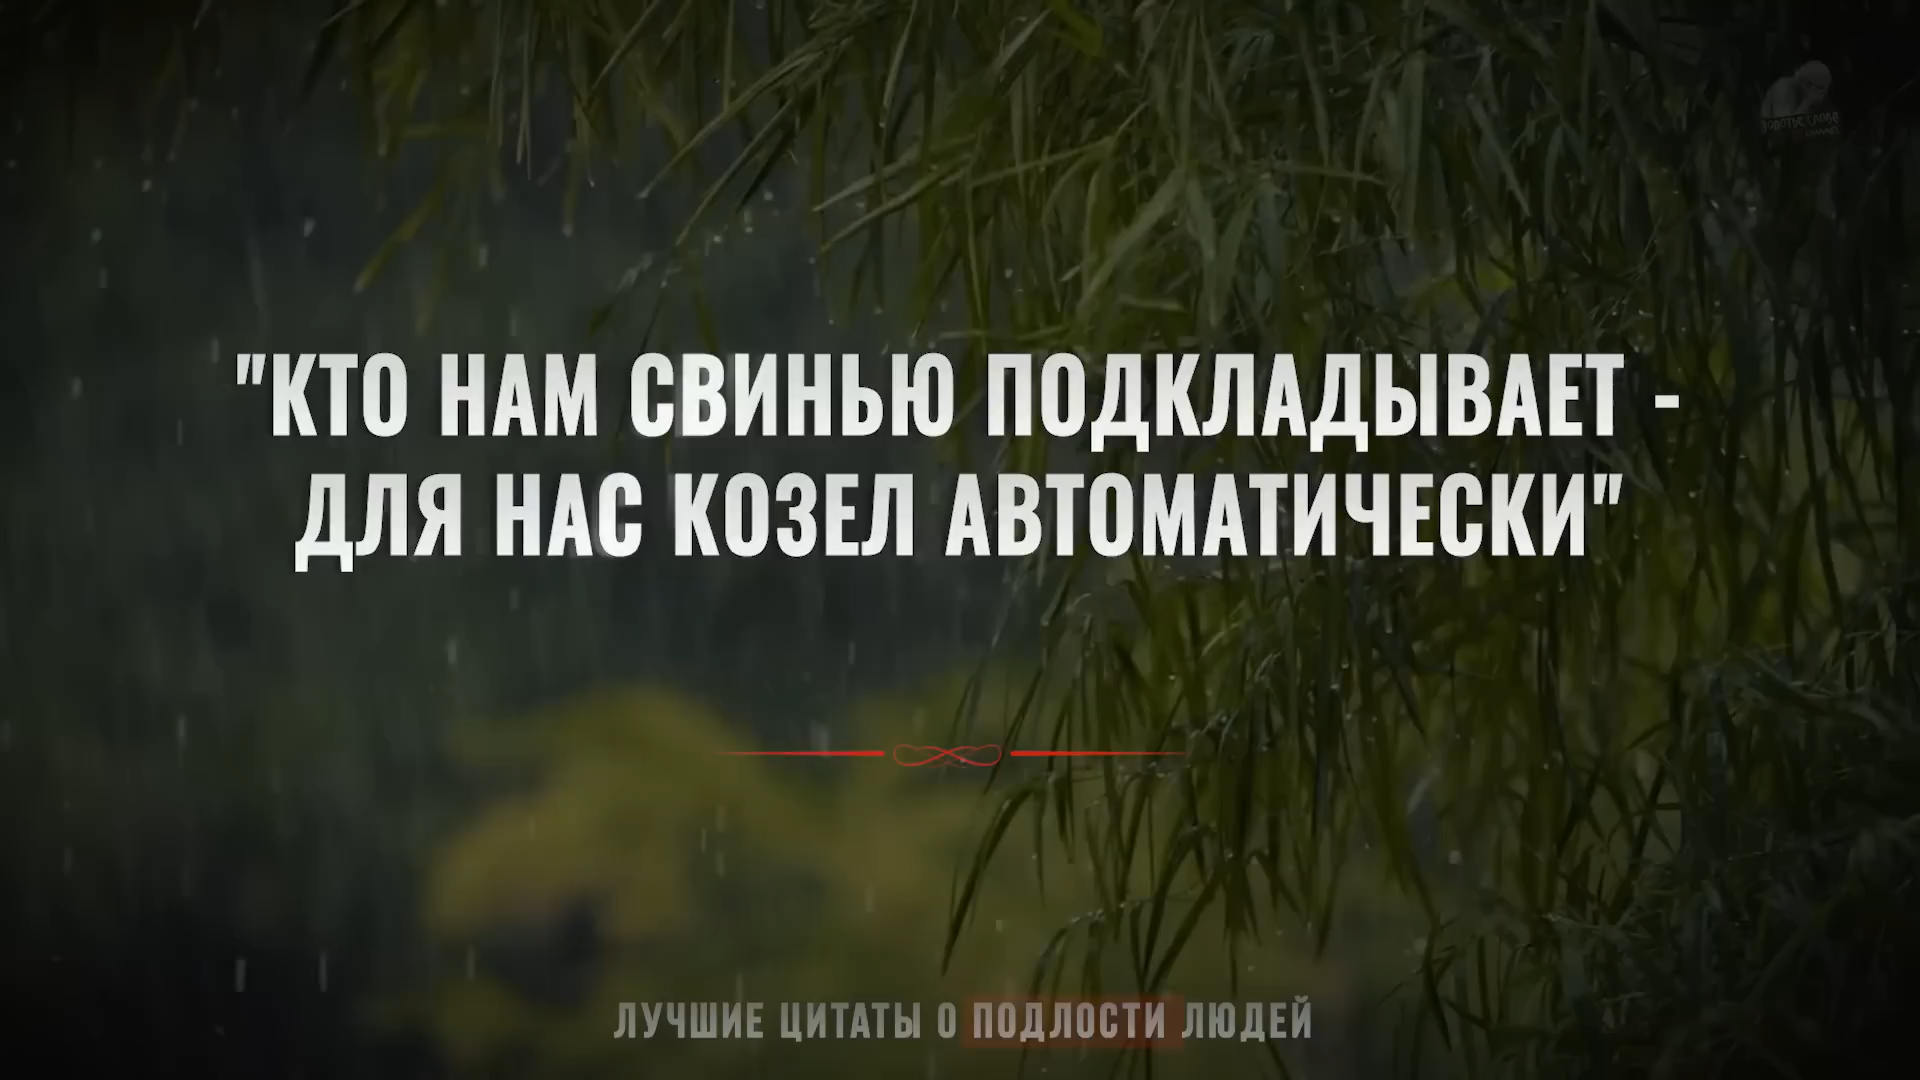 "КТО НАМ СВИНЬЮ ПОДКЛАДЫВАЕТ -
ДЛЯ НАС КОЗЕЛ АВТОМАТИЧЕСКИ"
ЛУЧШИЕ ЦИТАТЫ О ПОДЛОСТИ ЛЮДЕЙ